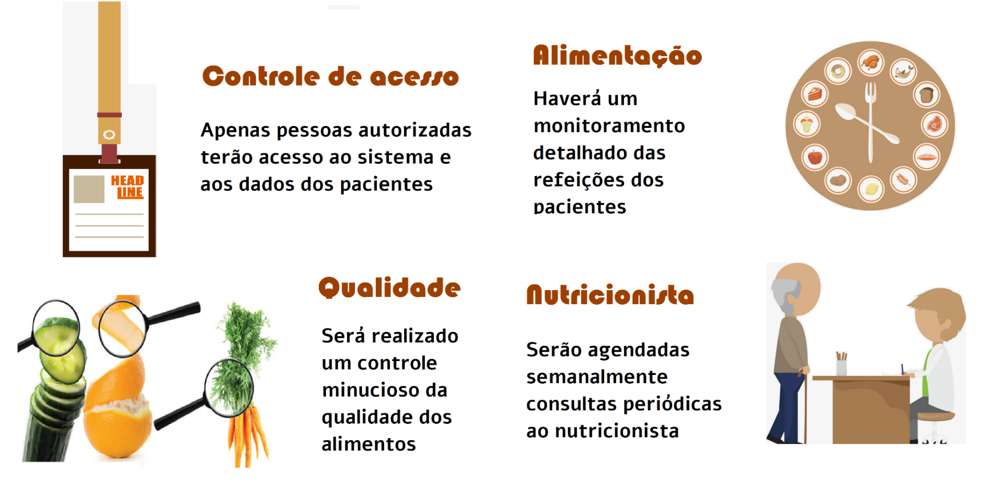 Controle de acesso
Apenas pessoas autorizadas
terão acesso ao sistema e
aos dados dos pacientes
HEAD
LINE
Alimentação
Haverá um
monitoramento
detalhado das
refeições dos
pacientes
Qualidade
Será realizado
um controle
minucioso da
qualidade dos
alimentos
Nutricionista
Serão agendadas
semanalmente
consultas periódicas
ao nutricionista